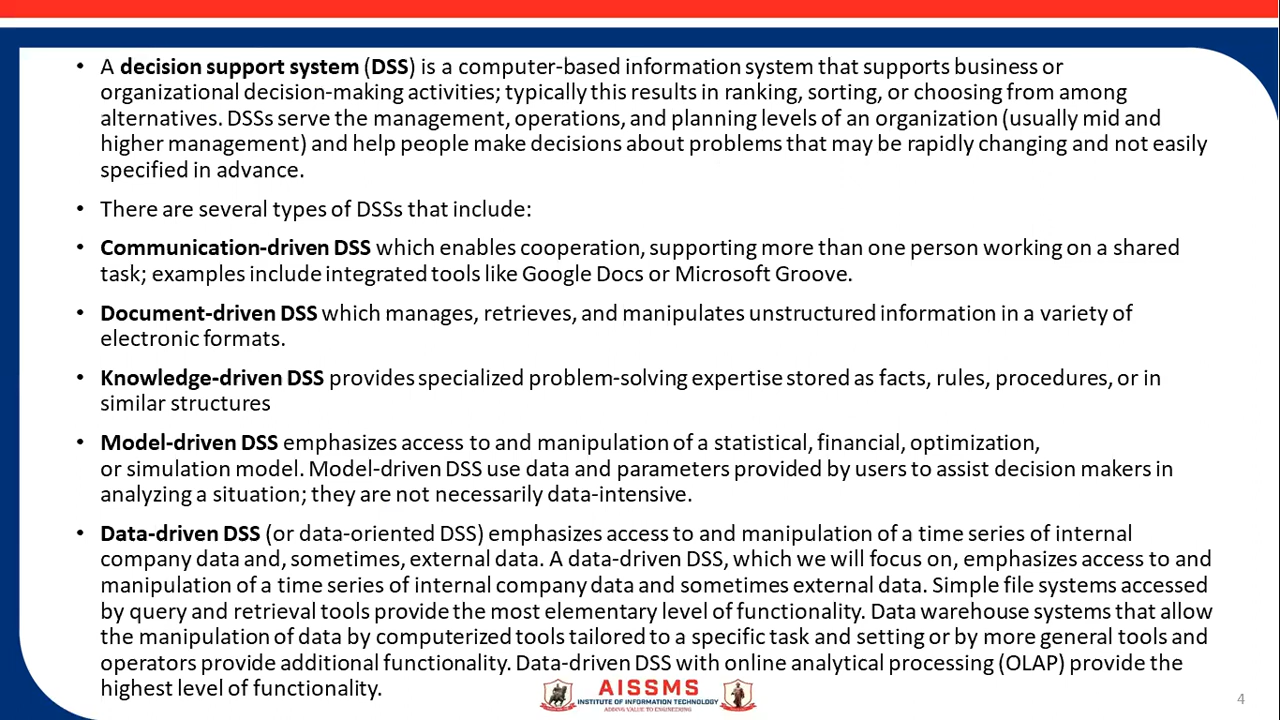 • A decision support system (DSS) is a computer-based information system that supports business or
organizational decision-making activities; typically this results in ranking, sorting, or choosing from among
alternatives. DSSs serve the management, operations, and planning levels of an organization (usually mid and
higher management) and help people make decisions about problems that may be rapidly changing and not easily
specified in advance.
• There are several types of DSSs that include:
• Communication-driven DSS which enables cooperation, supporting more than one person working on a shared
task; examples include integrated tools like Google Docs or Microsoft Groove.
• Document-driven DSS which manages, retrieves, and manipulates unstructured information in a variety of
electronic formats.
• Knowledge-driven DSS provides specialized problem-solving expertise stored as facts, rules, procedures, or in
similar structures
• Model-driven DSS emphasizes access to and manipulation of a statistical, financial, optimization,
or simulation model. Model-driven DSS use data and parameters provided by users to assist decision makers in
analyzing a situation; they are not necessarily data-intensive.
• Data-driven DSS (or data-oriented DSS) emphasizes access to and manipulation of a time series of internal
company data and, sometimes, external data. A data-driven DSS, which we will focus on, emphasizes access to and
manipulation of a time series of internal company data and sometimes external data. Simple file systems accessed
by query and retrieval tools provide the most elementary level of functionality. Data warehouse systems that allow
the manipulation of data by computerized tools tailored to a specific task and setting or by more general tools and
operators provide additional functionality. Data-driven DSS with online analytical processing (OLAP) provide the
highest level of functionality.
AISSMS
INSTITUTE OF INFORMATION TECHNOLOGY
ADDING VALUE TO ENGINEERING
4